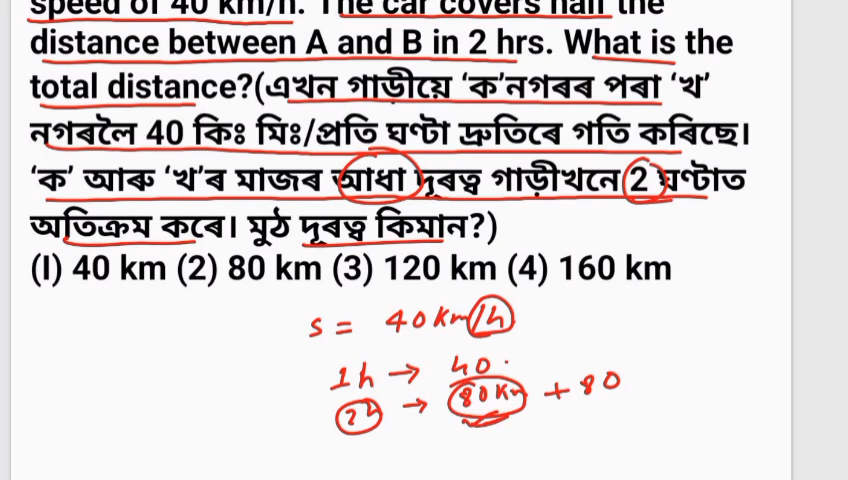 speed of 40 km/h. The car covers half the
distance between A and B in 2 hrs. What is the
total distance?(এখন গাড়ীয়ে ‘ক’নগৰৰ পৰা ‘খ’
নগৰলৈ 40 কিঃ মিঃ/প্ৰতি ঘণ্টা দ্ৰুতিৰে গতি কৰিছে।
‘ক’ আৰু ‘খ’ৰ মাজৰ আধা দূৰত্ব গাড়ীখনে 2 ঘণ্টাত
অতিক্ৰম কৰে। মুঠ দূৰত্ব কিমান?)
(I) 40 km (2) 80 km (3) 120 km (4) 160 km
s = 40 Km/h
1h → 40.
2h → 80 Km + 80